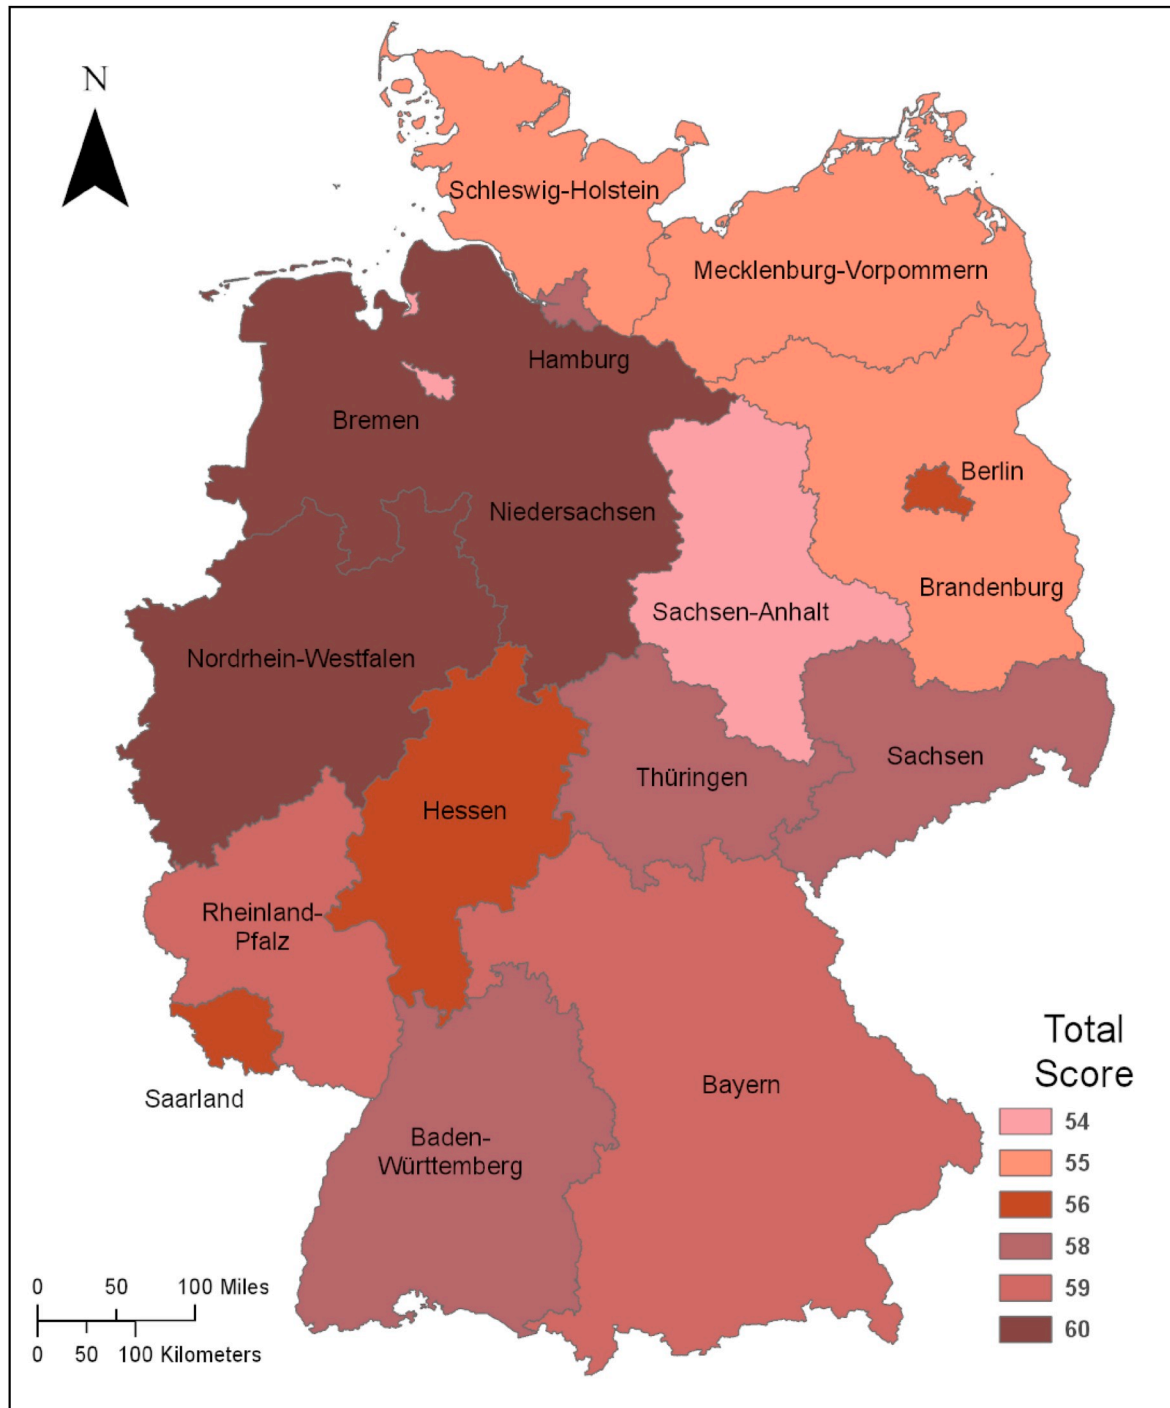 N
Schleswig-Holstein
Mecklenburg-Vorpommern
Hamburg
Bremen
Berlin
Niedersachsen
Brandenburg
Sachsen-Anhalt
Nordrhein-Westfalen
Sachsen
Thüringen
Hessen
Rheinland-
Pfalz
Saarland
Bayern
Baden-
Württemberg
Total
Score
54
55
56
58
59
60
0 50 100 Miles
0 50 100 Kilometers